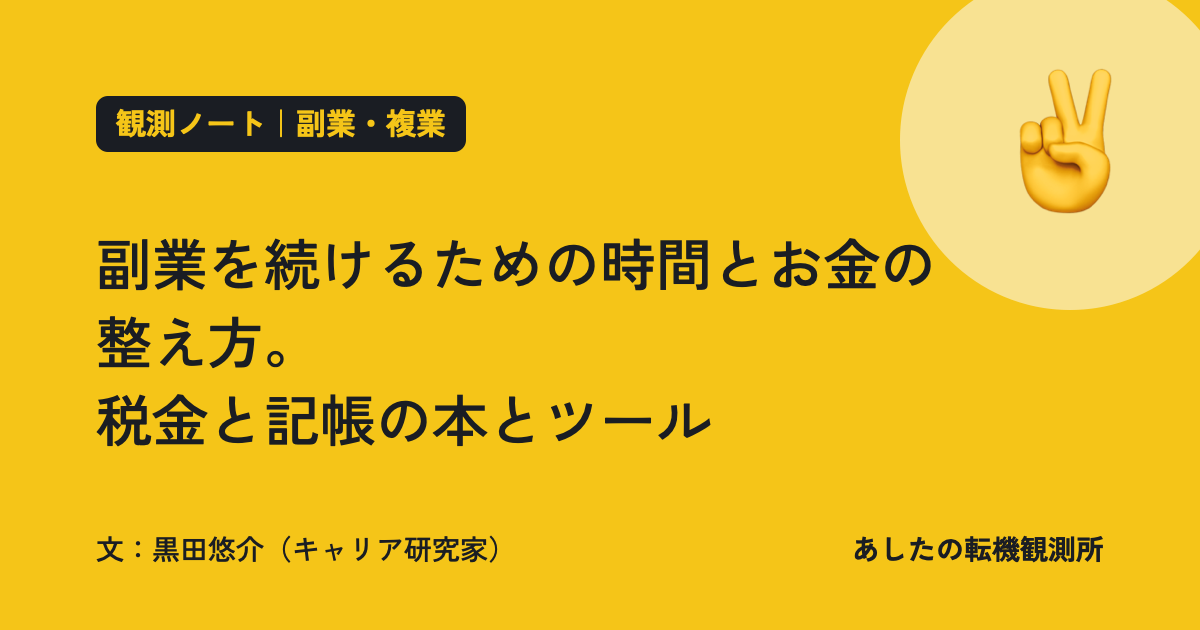 観測ノート｜副業・複業
副業を続けるための時間とお金の
整え方。
税金と記帳の本とツール
文：黒田悠介（キャリア研究家）
あしたの転機観測所